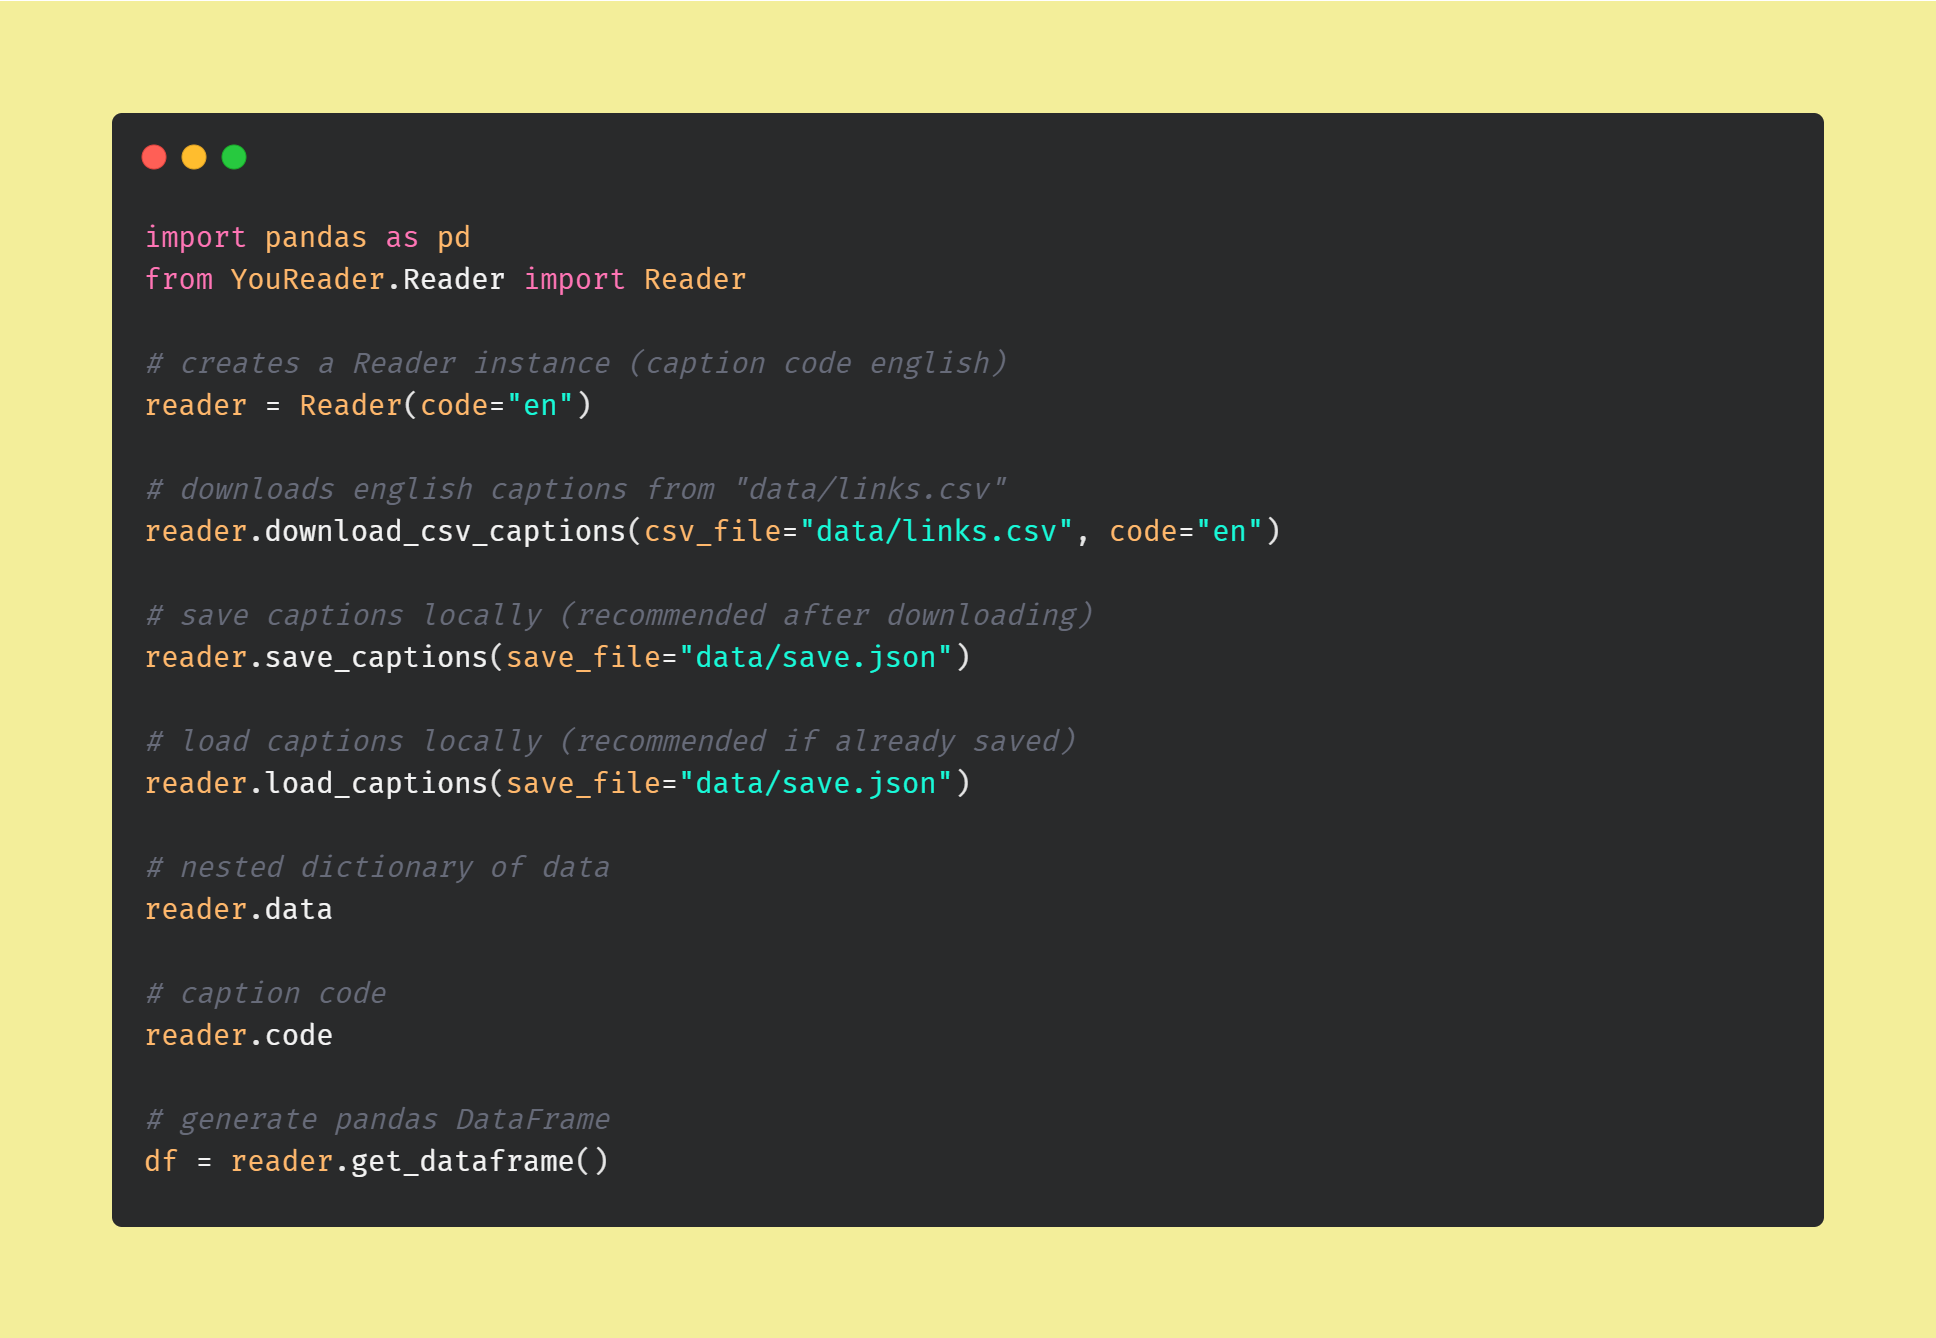 import pandas as pd
from YouReader.Reader import Reader
# creates a Reader instance (caption code english)
reader = Reader(code="en")
# downloads english captions from "data/links.csv"
reader.download_csv_captions(csv_file="data/links.csv", code="en")
# save captions locally (recommended after downloading)
reader.save_captions(save_file="data/save.json")
# load captions locally (recommended if already saved)
reader.load_captions(save_file="data/save.json")
# nested dictionary of data
reader.data
# caption code
reader.code
# generate pandas DataFrame
df = reader.get_dataframe()